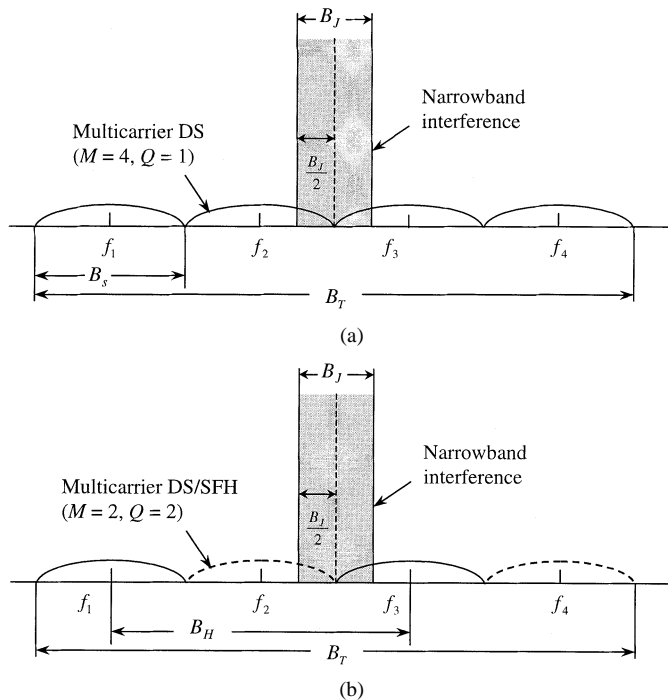 B_J
Narrowband
interference
Multicarrier DS
(M = 4, Q = 1)
B_J
2
f_1 f_2 f_3 f_4
B_s
B_T
(a)
B_J
Narrowband
interference
Multicarrier DS/SFH
(M = 2, Q = 2)
B_J
2
f_1 f_2 f_3 f_4
B_H
B_T
(b)